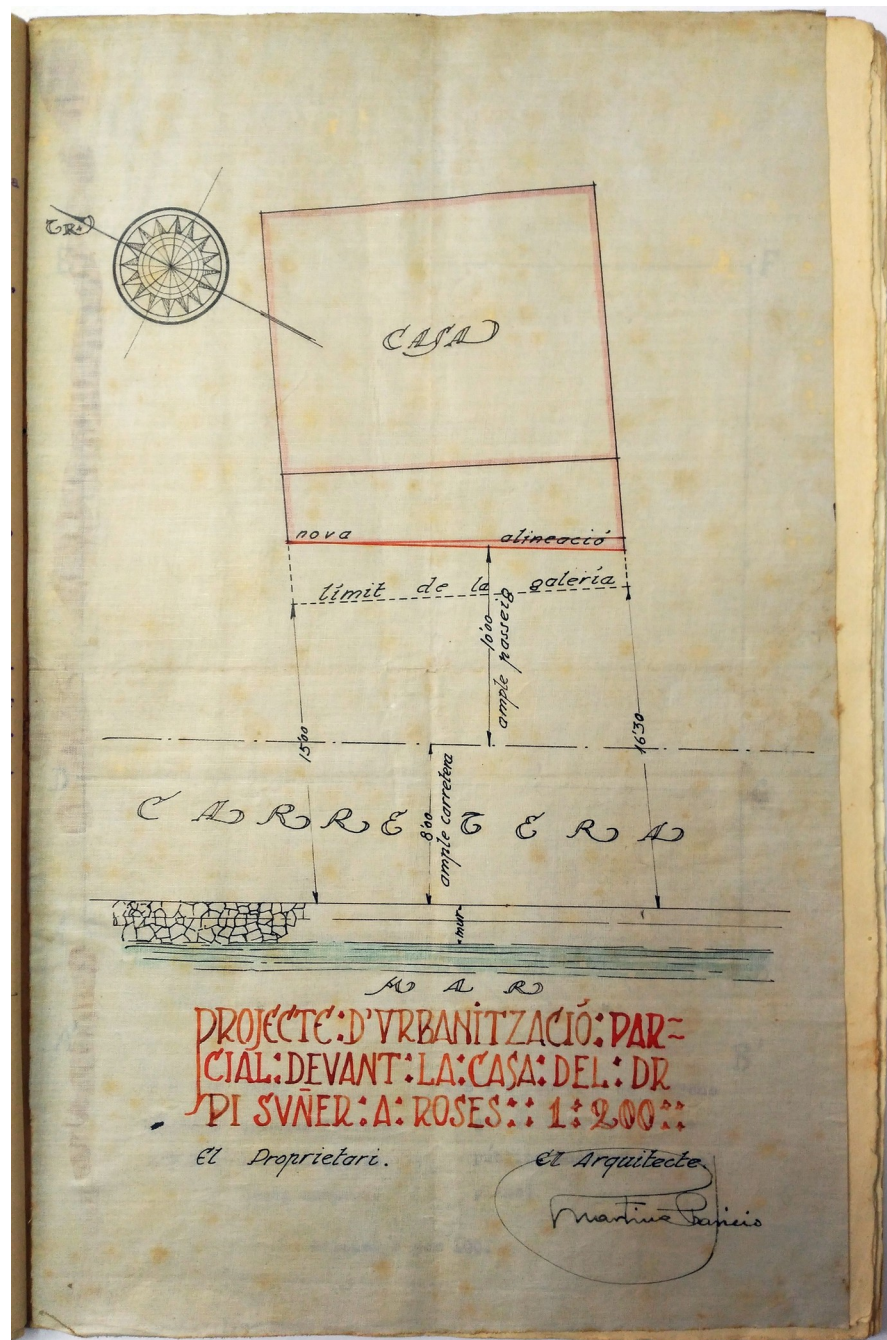 TR
CASA
nova alineació
límit de la galería
10'00
ample passeig
15'00
16'30
CARRETERA
8'00
ample carretera
mur
MAR
PROJECTE:D'VRBANITZACIÓ:PAR=
CIAL:DEVANT:LA:CASA:DEL:DR
PI SVÑER:A:ROSES:: 1:200::
El Proprietari.
El Arquitecte.